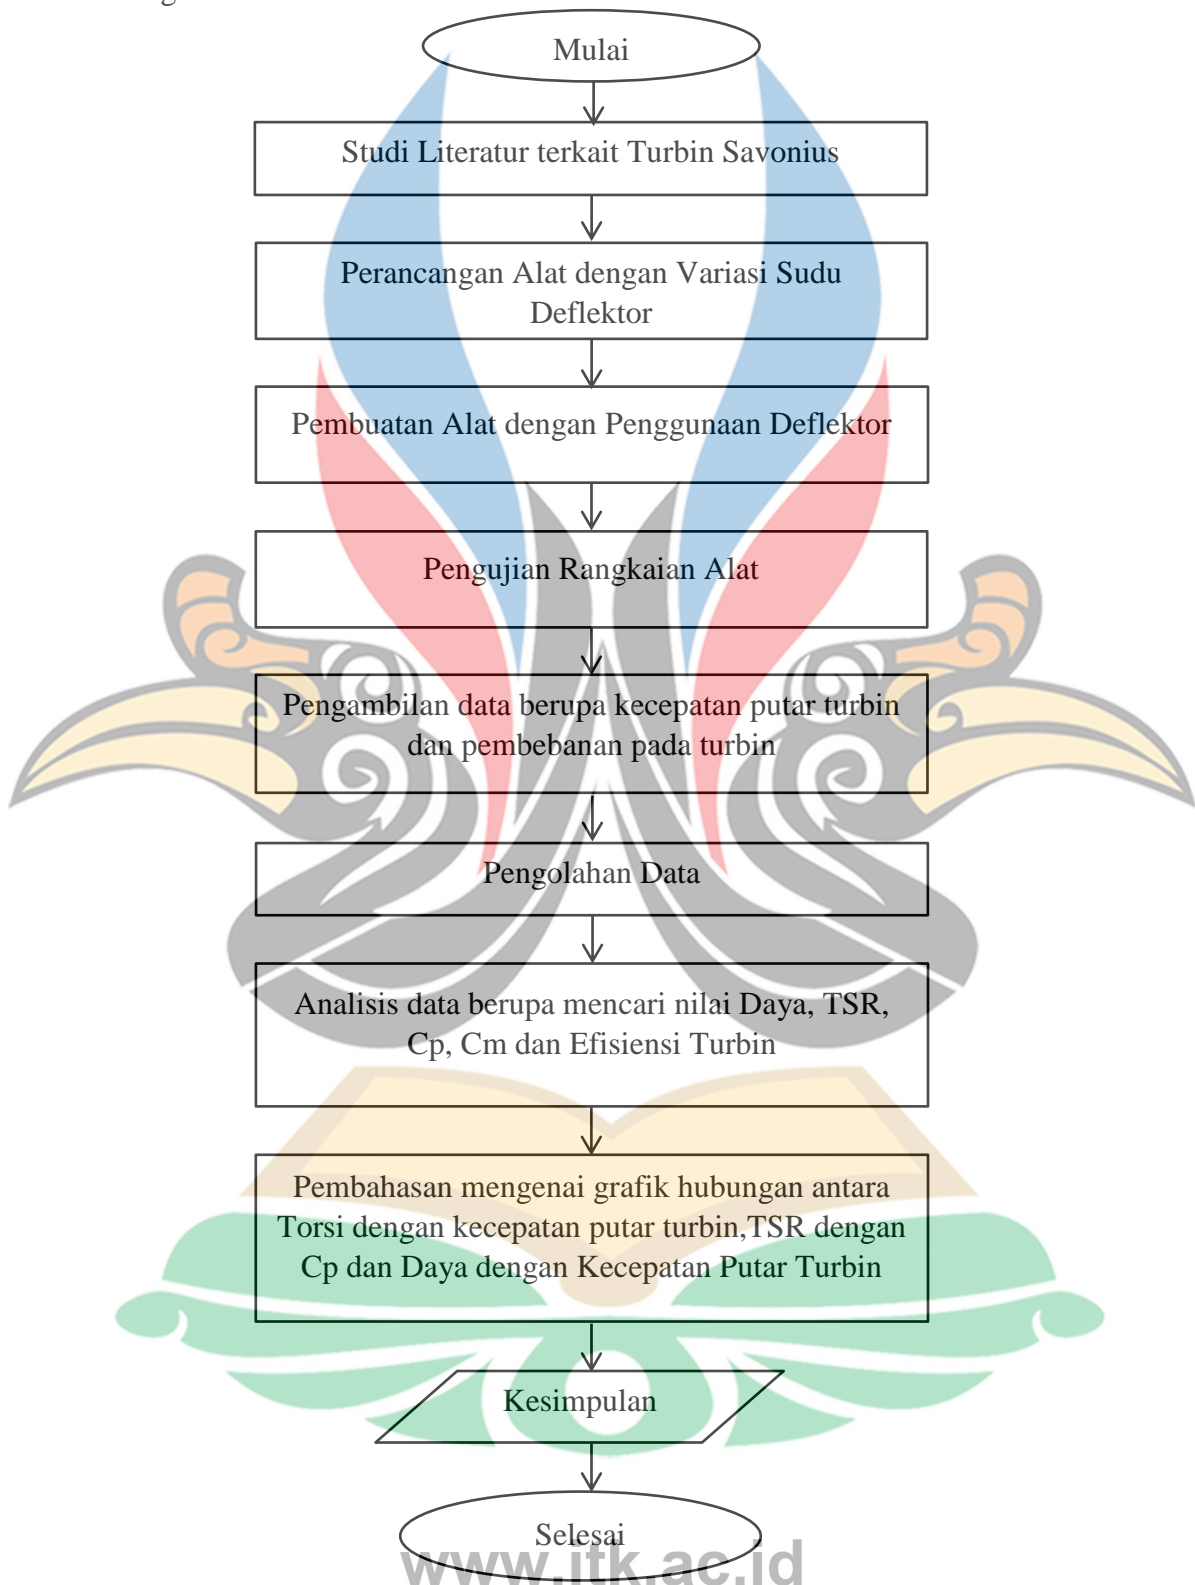 Mulai
Studi Literatur terkait Turbin Savonius
Perancangan Alat dengan Variasi Sudu
Deflektor
Pembuatan Alat dengan Penggunaan Deflektor
Pengujian Rangkaian Alat
Pengambilan data berupa kecepatan putar turbin
dan pembebanan pada turbin
Pengolahan Data
Analisis data berupa mencari nilai Daya, TSR,
Cp, Cm dan Efisiensi Turbin
Pembahasan mengenai grafik hubungan antara
Torsi dengan kecepatan putar turbin,TSR dengan
Cp dan Daya dengan Kecepatan Putar Turbin
Kesimpulan
Selesai
www.itk.ac.id